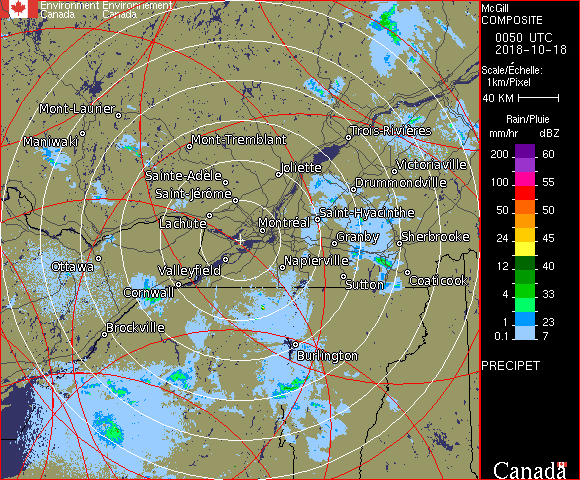 Environment Environnement
Canada Canada
McGill
COMPOSITE
0050 UTC
2018-10-18
Scale/Échelle:
1km/Pixel
40 KM
Rain/Pluie
mm/hr dBZ
200 60
100 55
50 50
24 45
12 40
4 33
1 23
0.1 7
PRECIPET
Canada
Mont-Laurier
Maniwaki
Mont-Tremblant
Trois-Rivières
Sainte-Adèle
Joliette
Victoriaville
Saint-Jérôme
Drummondville
Lachute
Montréal
Saint-Hyacinthe
Granby
Sherbrooke
Ottawa
Valleyfield
Napierville
Cornwall
Sutton
Coaticook
Brockville
Burlington